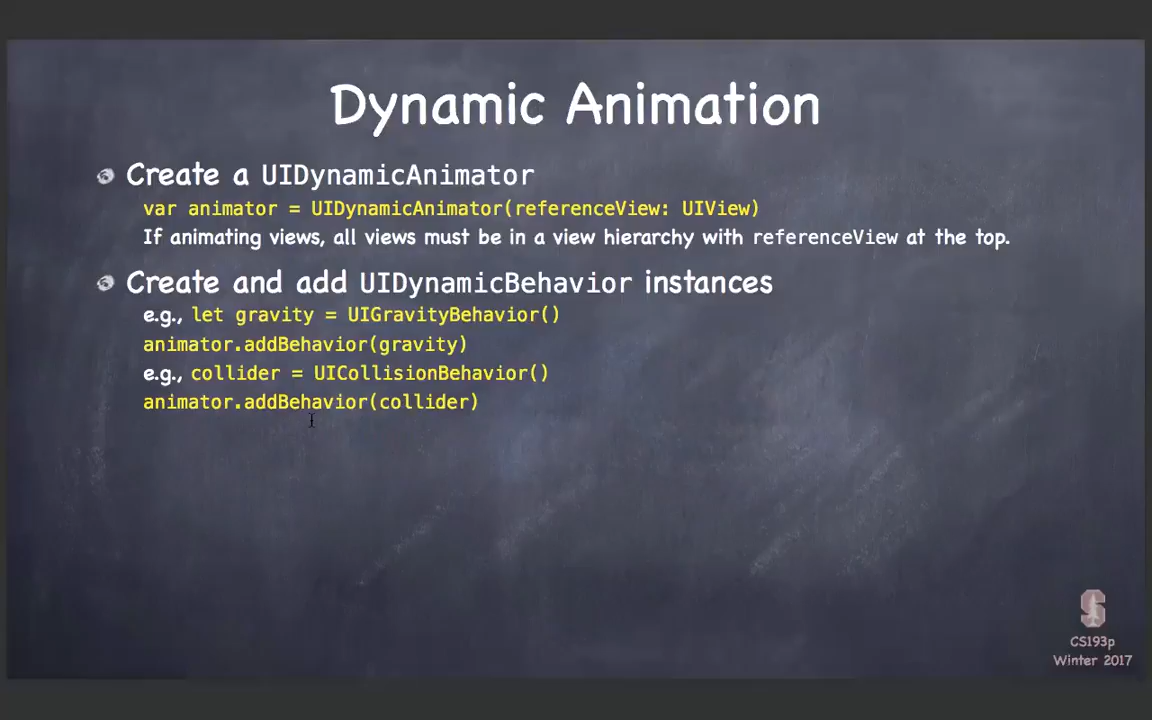 Dynamic Animation
Create a UIDynamicAnimator
var animator = UIDynamicAnimator(referenceView: UIView)
If animating views, all views must be in a view hierarchy with referenceView at the top.
Create and add UIDynamicBehavior instances
e.g., let gravity = UIGravityBehavior()
animator.addBehavior(gravity)
e.g., collider = UICollisionBehavior()
animator.addBehavior(collider)
S
CS193p
Winter 2017